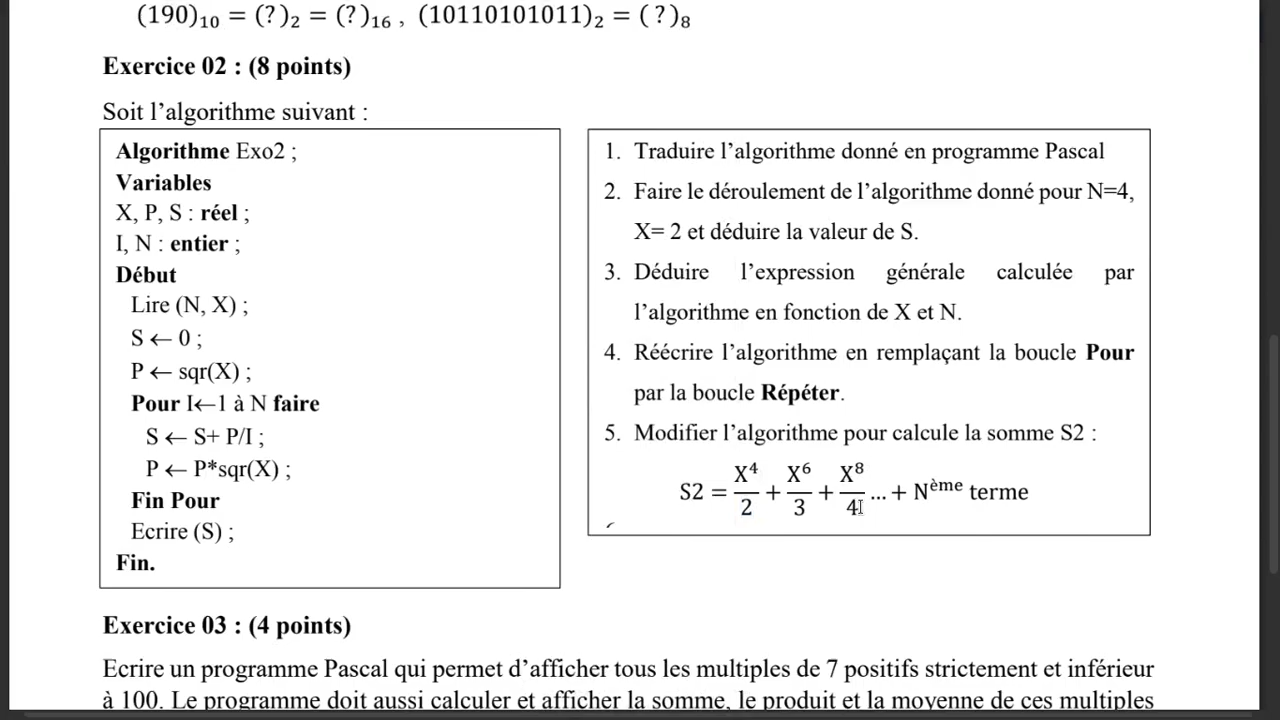 (190)₁₀ = (?)₂ = (?)₁₆ , (10110101011)₂ = ( ?)₈
Exercice 02 : (8 points)
Soit l’algorithme suivant :
Algorithme Exo2 ;
Variables
X, P, S : réel ;
I, N : entier ;
Début
Lire (N, X) ;
S ← 0 ;
P ← sqr(X) ;
Pour I←1 à N faire
S ← S+ P/I ;
P ← P*sqr(X) ;
Fin Pour
Ecrire (S) ;
Fin.
1. Traduire l’algorithme donné en programme Pascal
2. Faire le déroulement de l’algorithme donné pour N=4,
X= 2 et déduire la valeur de S.
3. Déduire l’expression générale calculée par
l’algorithme en fonction de X et N.
4. Réécrire l’algorithme en remplaçant la boucle Pour
par la boucle Répéter.
5. Modifier l’algorithme pour calcule la somme S2 :
S2 = X⁴/2 + X⁶/3 + X⁸/4 … + Nᵉ̀ᵐᵉ terme
Exercice 03 : (4 points)
Ecrire un programme Pascal qui permet d’afficher tous les multiples de 7 positifs strictement et inférieur
à 100. Le programme doit aussi calculer et afficher la somme, le produit et la moyenne de ces multiples